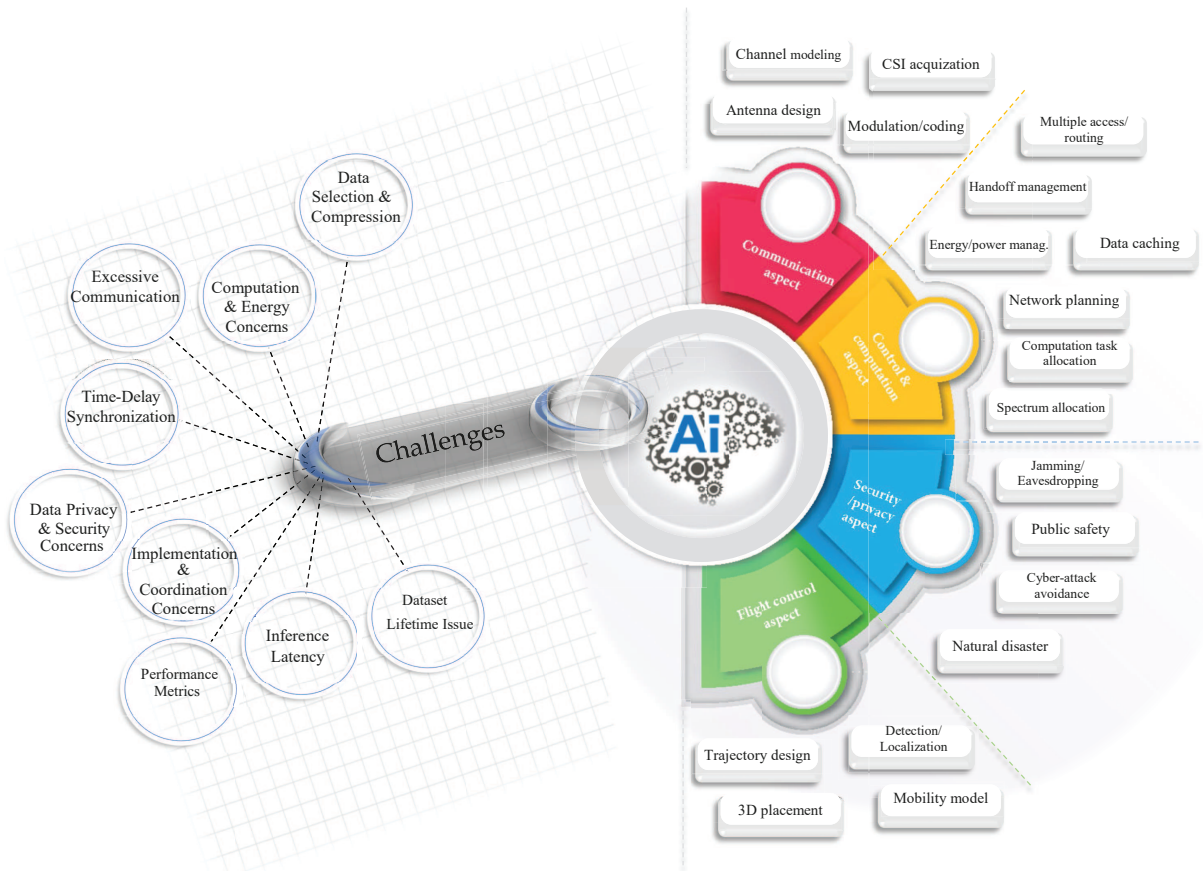 Data
Selection &
Compression
Excessive
Communication
Computation
& Energy
Concerns
Time-Delay
Synchronization
Data Privacy
& Security
Concerns
Implementation
&
Coordination
Concerns
Performance
Metrics
Inference
Latency
Dataset
Lifetime Issue
Challenges
Ai
Communication
aspect
Control &
computation
aspect
Security
/privacy
aspect
Flight control
aspect
Channel modeling
CSI acquization
Antenna design
Modulation/coding
Multiple access/
routing
Handoff management
Energy/power manag.
Data caching
Network planning
Computation task
allocation
Spectrum allocation
Jamming/
Eavesdropping
Public safety
Cyber-attack
avoidance
Natural disaster
Detection/
Localization
Trajectory design
Mobility model
3D placement